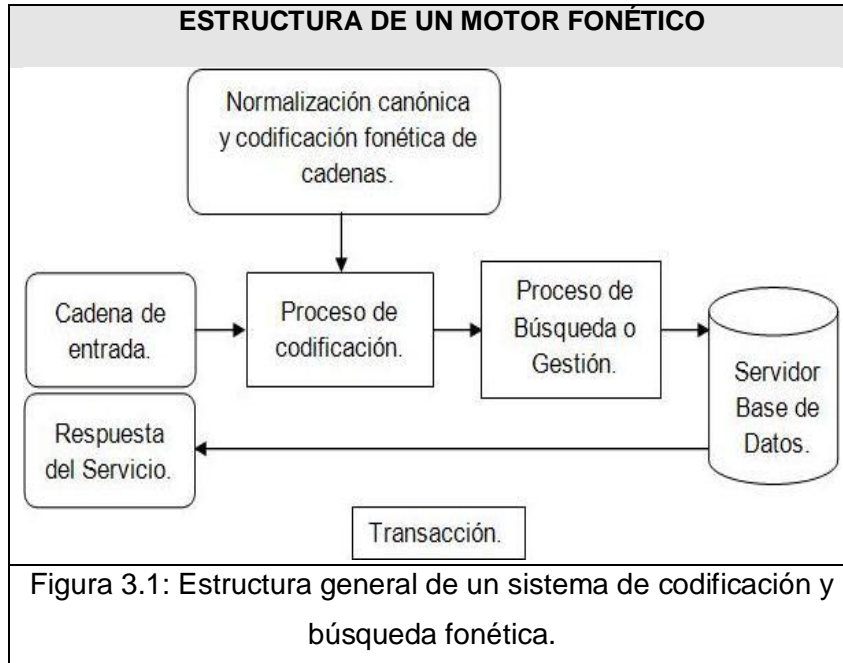 ESTRUCTURA DE UN MOTOR FONÉTICO
Normalización canónica
y codificación fonética de
cadenas.
Cadena de
entrada.
Proceso de
codificación.
Proceso de
Búsqueda o
Gestión.
Servidor
Base de
Datos.
Respuesta
del Servicio.
Transacción.
Figura 3.1: Estructura general de un sistema de codificación y
búsqueda fonética.